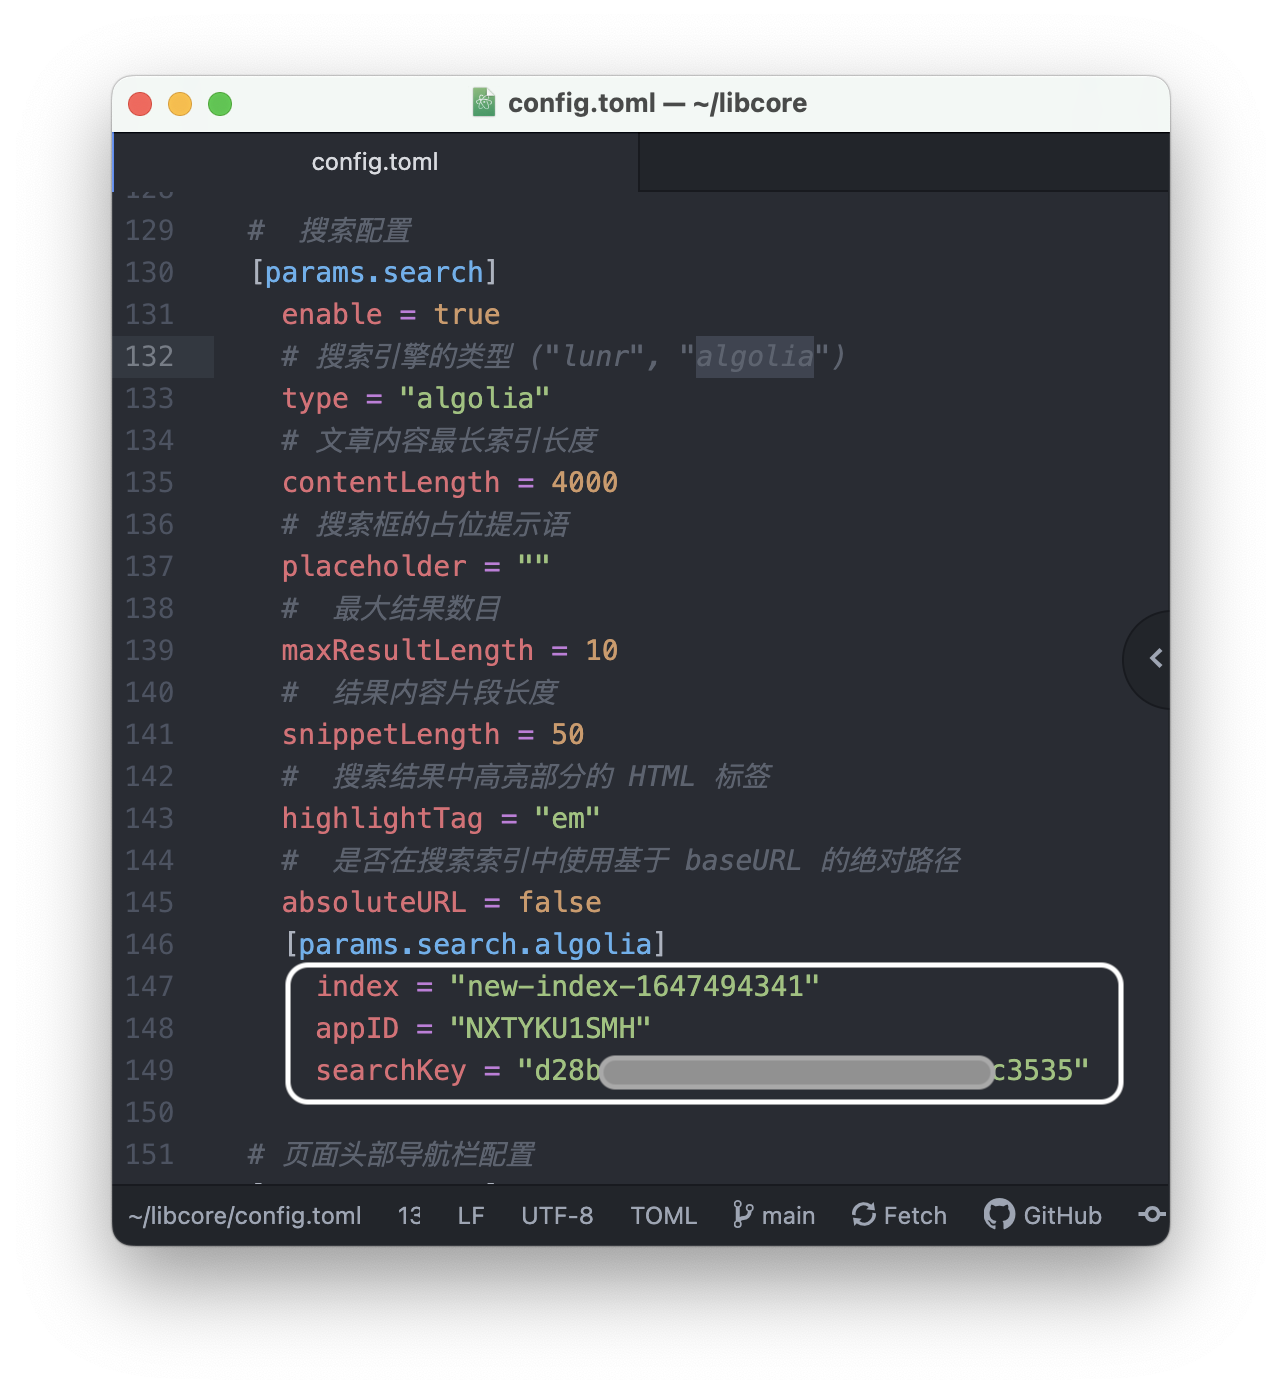 config.toml — ~/libcore
config.toml
128
129 #  搜索配置
130 [params.search]
131 enable = true
132 # 搜索引擎的类型 ("lunr", "algolia")
133 type = "algolia"
134 # 文章内容最长索引长度
135 contentLength = 4000
136 # 搜索框的占位提示语
137 placeholder = ""
138 #  最大结果数目
139 maxResultLength = 10
140 #  结果内容片段长度
141 snippetLength = 50
142 #  搜索结果中高亮部分的 HTML 标签
143 highlightTag = "em"
144 #  是否在搜索索引中使用基于 baseURL 的绝对路径
145 absoluteURL = false
146 [params.search.algolia]
147 index = "new-index-1647494341"
148 appID = "NXTYKU1SMH"
149 searchKey = "d28b c3535"
150
151 # 页面头部导航栏配置
~/libcore/config.toml 13 LF UTF-8 TOML main Fetch GitHub